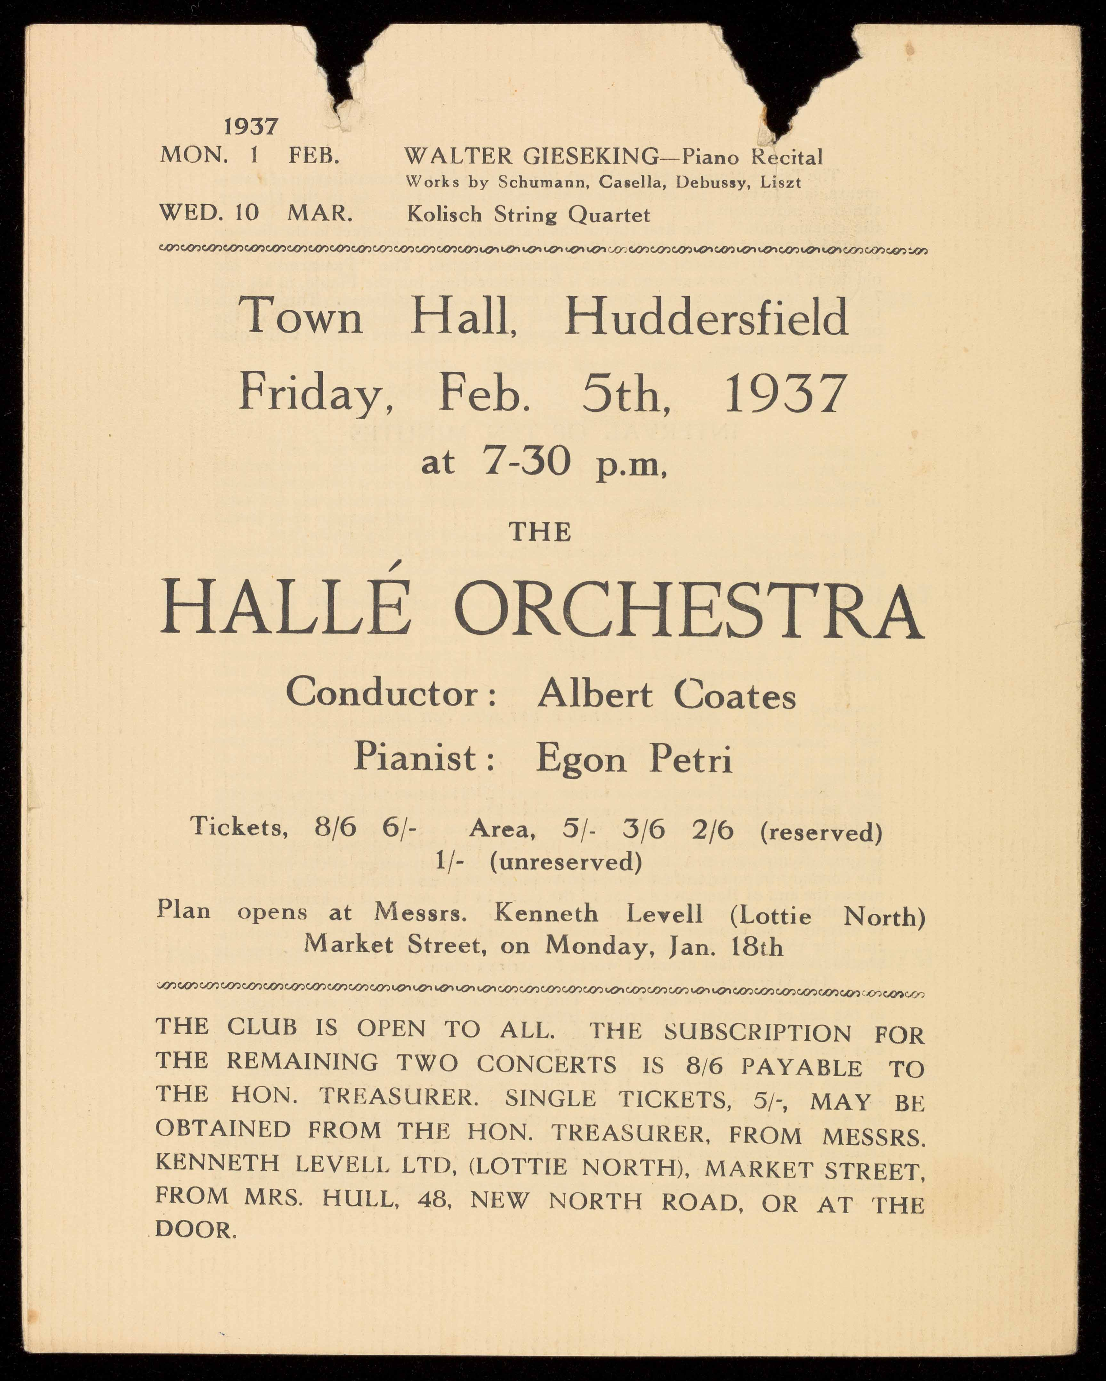 1937
MON. 1 FEB. WALTER GIESEKING—Piano Recital
Works by Schumann, Casella, Debussy, Liszt
WED. 10 MAR. Kolisch String Quartet
Town Hall, Huddersfield
Friday, Feb. 5th, 1937
at 7-30 p.m,
THE
HALLÉ ORCHESTRA
Conductor: Albert Coates
Pianist: Egon Petri
Tickets, 8/6 6/- Area, 5/- 3/6 2/6 (reserved)
1/- (unreserved)
Plan opens at Messrs. Kenneth Levell (Lottie North)
Market Street, on Monday, Jan. 18th
THE CLUB IS OPEN TO ALL. THE SUBSCRIPTION FOR
THE REMAINING TWO CONCERTS IS 8/6 PAYABLE TO
THE HON. TREASURER. SINGLE TICKETS, 5/-, MAY BE
OBTAINED FROM THE HON. TREASURER, FROM MESSRS.
KENNETH LEVELL LTD, (LOTTIE NORTH), MARKET STREET,
FROM MRS. HULL, 48, NEW NORTH ROAD, OR AT THE
DOOR.